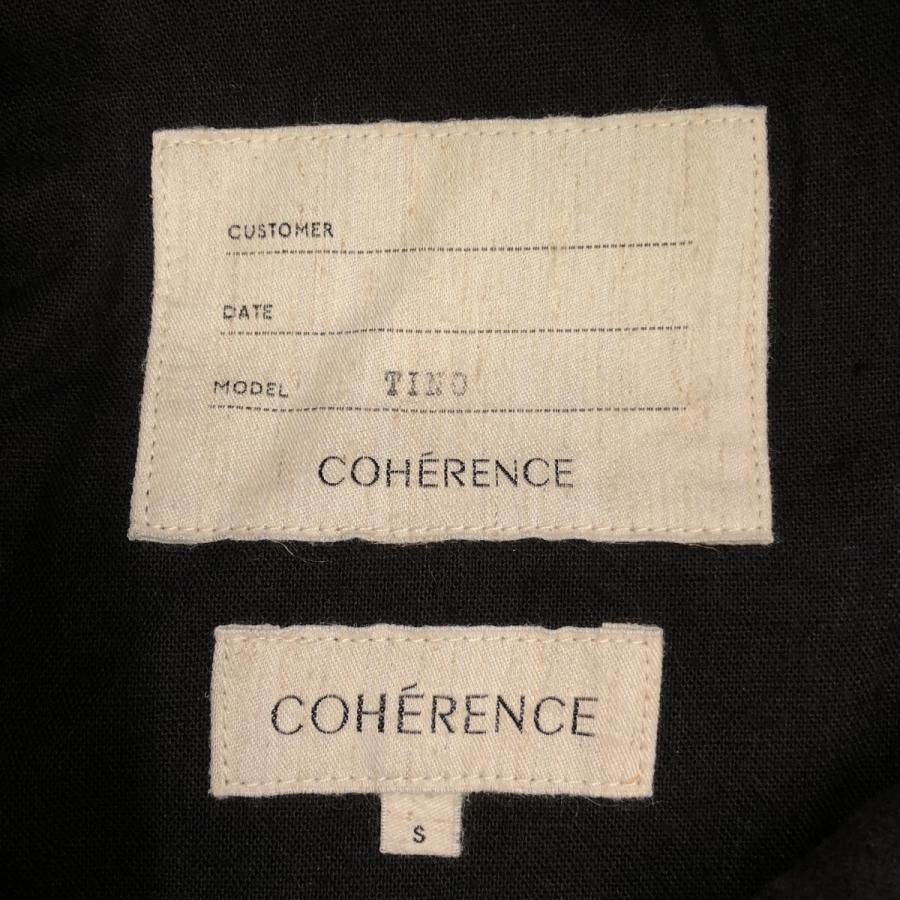 CUSTOMER
DATE
MODEL TINO
COHÉRENCE
COHÉRENCE
S